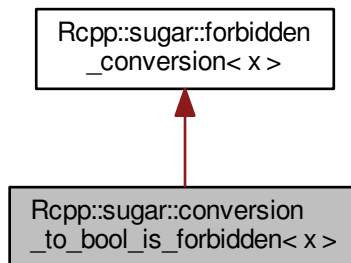 Rcpp::sugar::forbidden
_conversion< x >
Rcpp::sugar::conversion
_to_bool_is_forbidden< x >